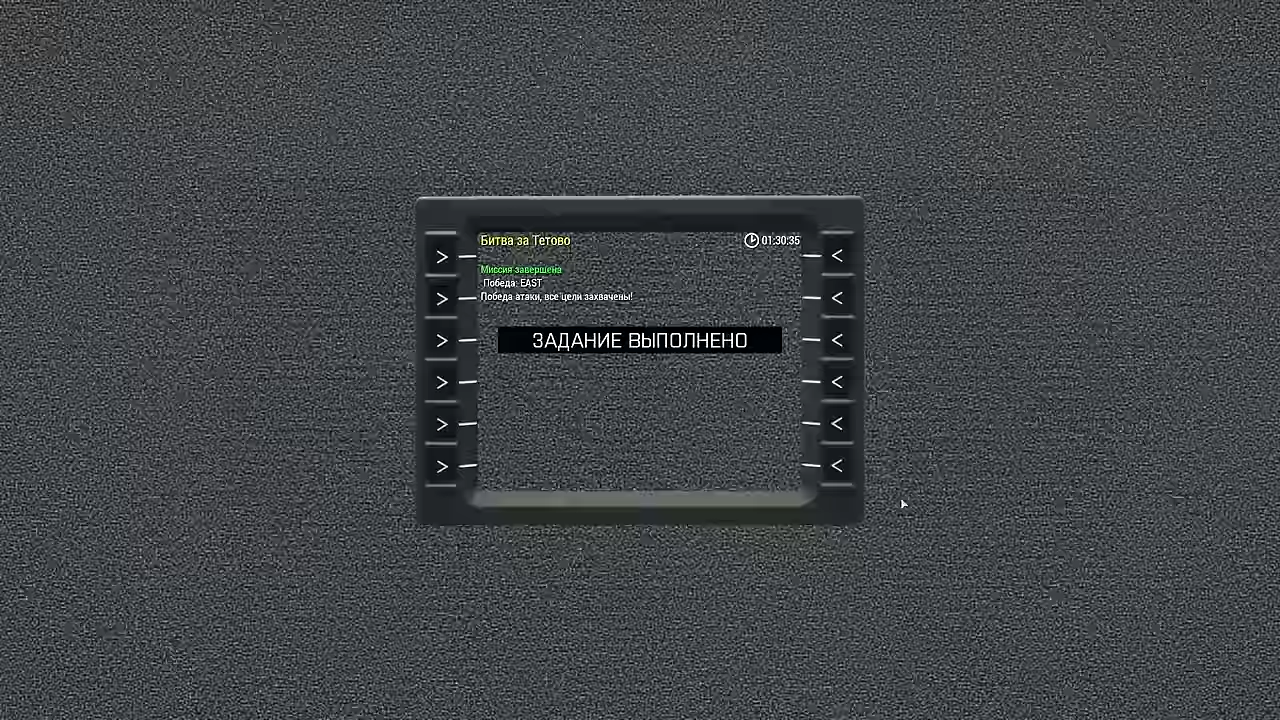 Битва за Тетово 01:30:35
Миссия завершена
Победа: EAST
Победа атаки, все цели захвачены!
ЗАДАНИЕ ВЫПОЛНЕНО